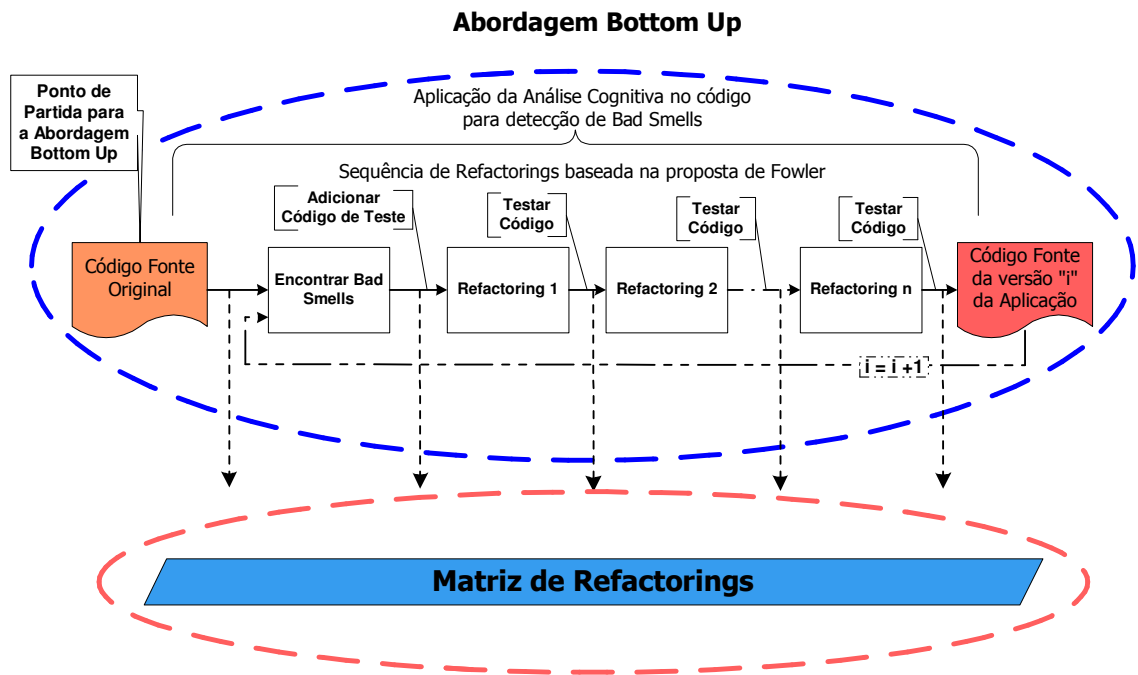 Abordagem Bottom Up
Ponto de
Partida para
a Abordagem
Bottom Up
Aplicação da Análise Cognitiva no código
para detecção de Bad Smells
Sequência de Refactorings baseada na proposta de Fowler
Adicionar
Código de Teste
Testar
Código
Testar
Código
Testar
Código
Código Fonte
Original
Encontrar Bad
Smells
Refactoring 1
Refactoring 2
Refactoring n
Código Fonte
da versão "i"
da Aplicação
i = i +1
Matriz de Refactorings